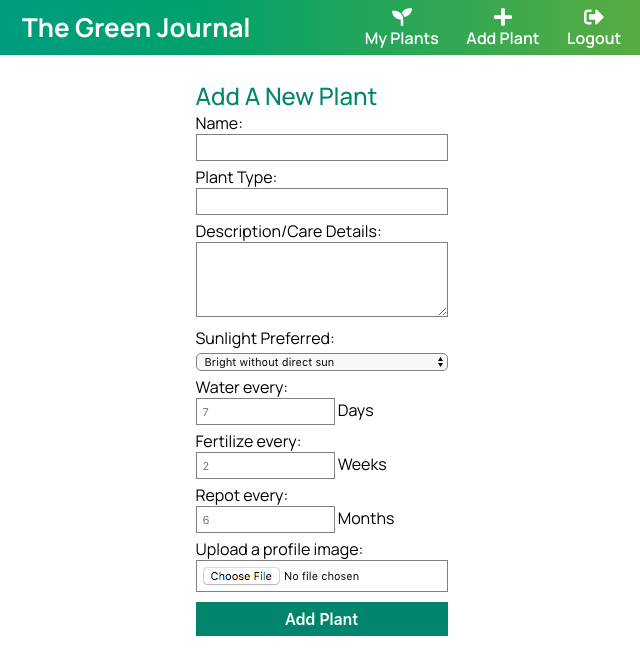 The Green Journal
My Plants
Add Plant
Logout
Add A New Plant
Name:
Plant Type:
Description/Care Details:
Sunlight Preferred:
Bright without direct sun
Water every:
7 Days
Fertilize every:
2 Weeks
Repot every:
6 Months
Upload a profile image:
Choose File No file chosen
Add Plant